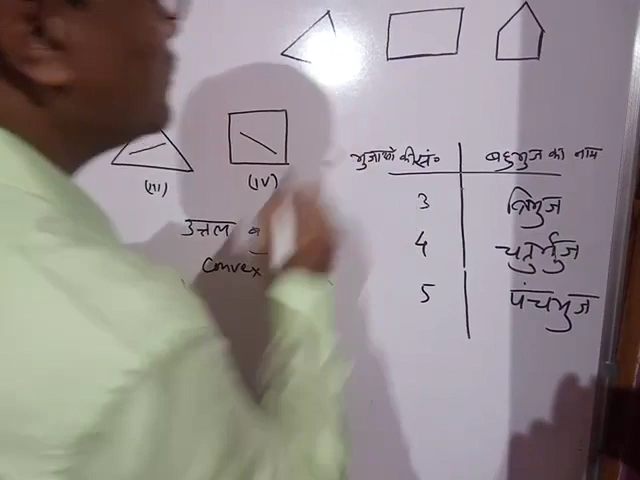 (III) (IV)
उत्तल ब
Convex
भुजाओं की सं॰ बहुभुज का नाम
3 त्रिभुज
4 चतुर्भुज
5 पंचभुज